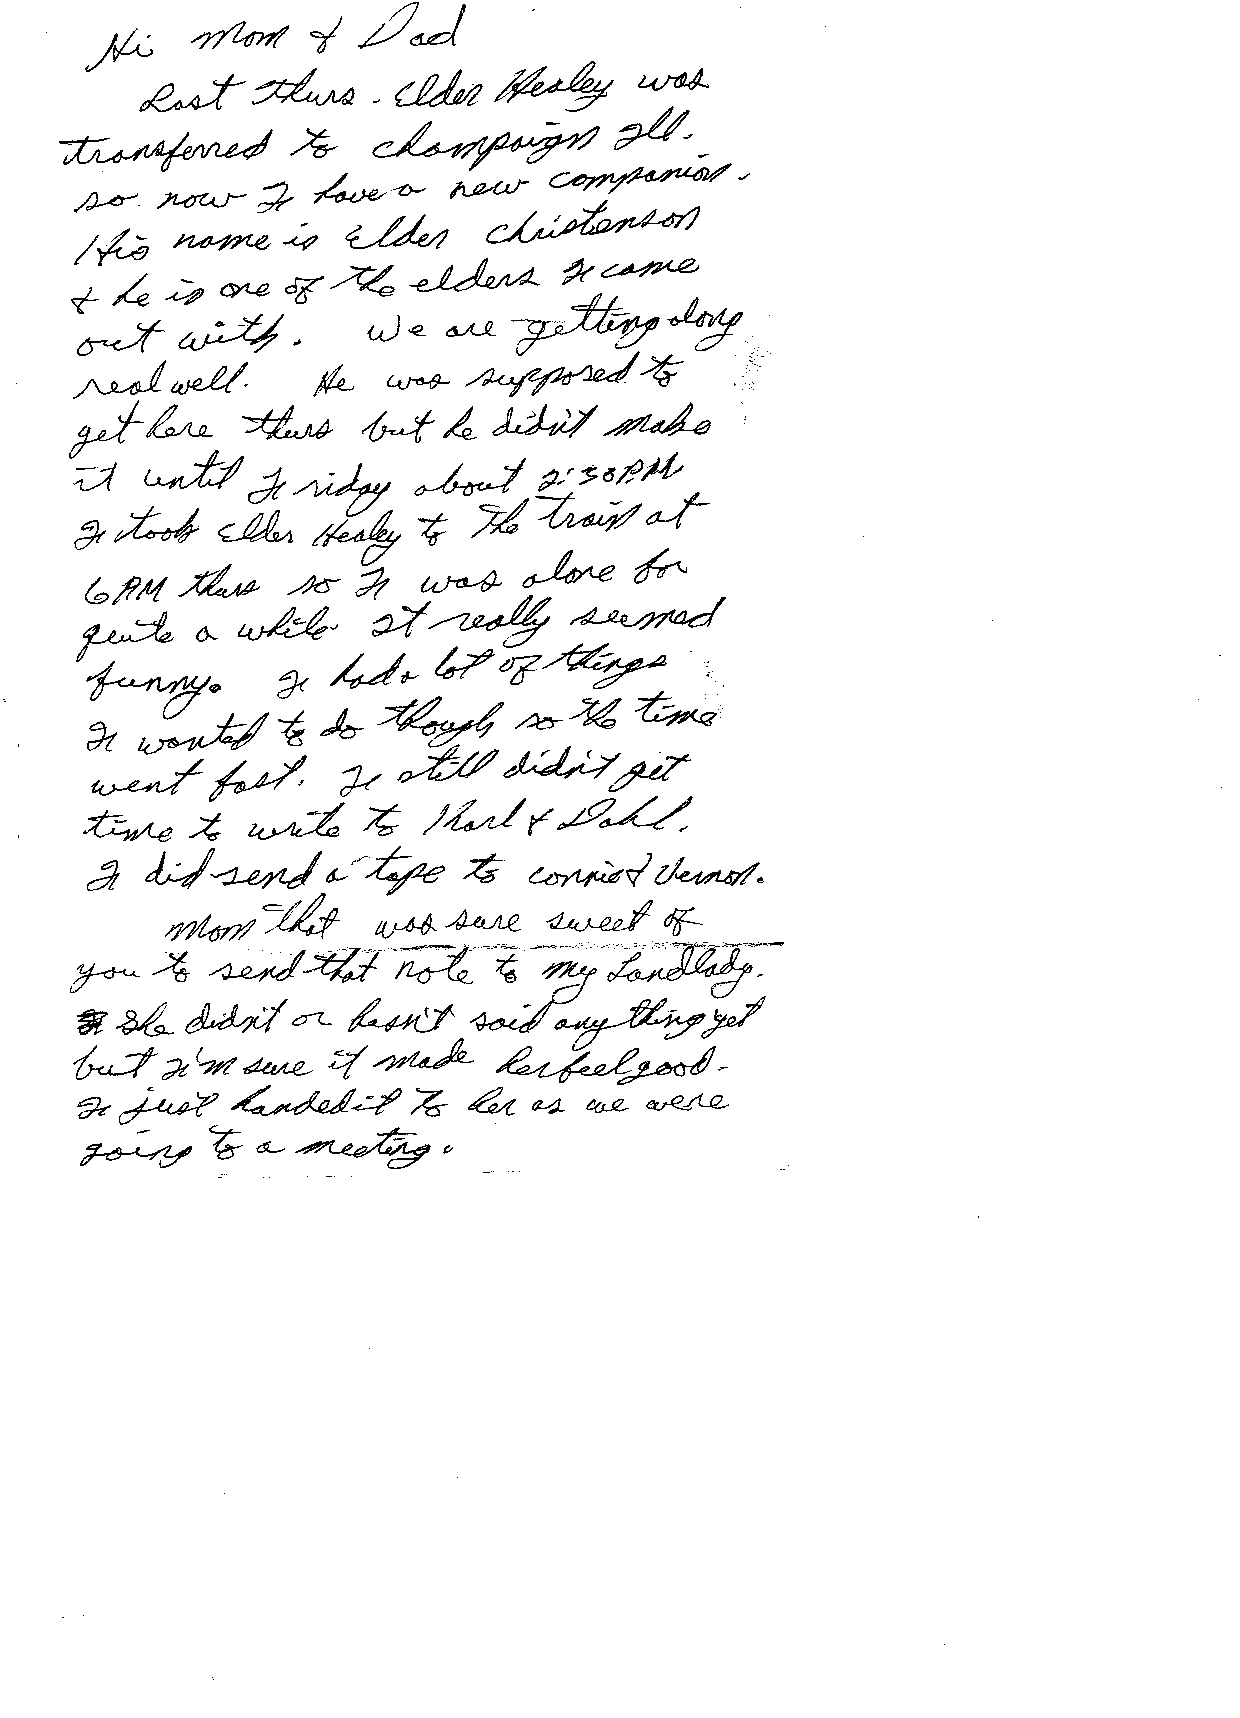 Hi Mom & Dad
Last thurs. Elder Healey was
transferred to champaign Ill.
so now I have a new companion.
His name is Elder Christenson
& he is one of the elders I came
out with. We are getting along
real well. He was supposed to
get here thurs but he didn't make
it until Friday about 2:30 PM
I took Elder Healey to the train at
6 PM thurs so I was alone for
quite a while. It really seemed
funny. I had a lot of things
I wanted to do though so the time
went fast. I still didn't get
time to write to Karl & Dahl.
I did send a tape to connie & Vernon.
Mom that was sure sweet of
you to send that note to my Landlady.
She didn't or hasn't said anything yet
but I'm sure it made her feel good.
I just handed it to her as we were
going to a meeting.